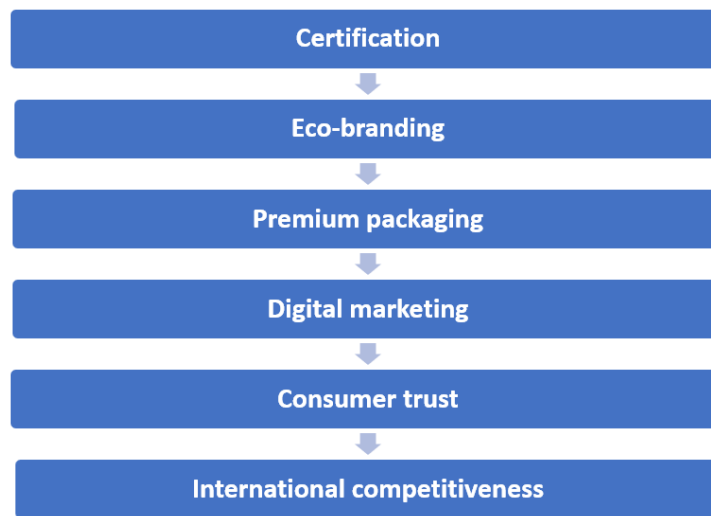 Certification
Eco-branding
Premium packaging
Digital marketing
Consumer trust
International competitiveness